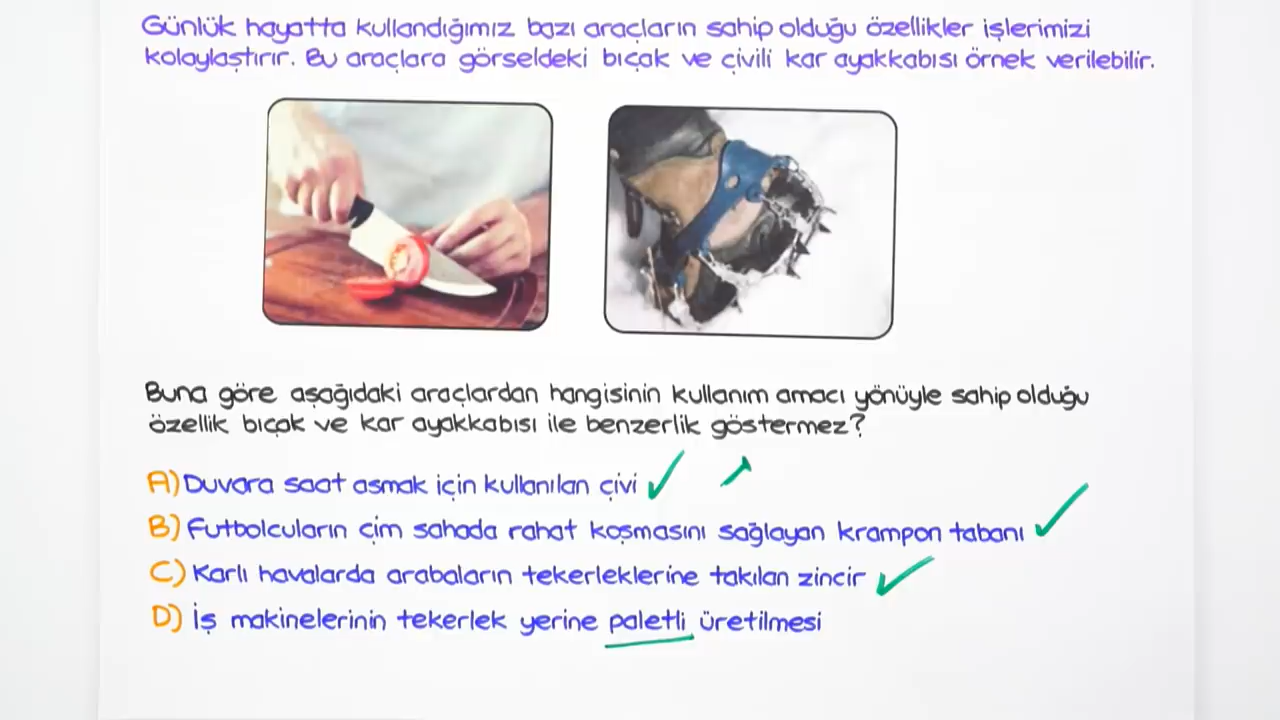 Günlük hayatta kullandığımız bazı araçların sahip olduğu özellikler işlerimizi
kolaylaştırır. Bu araçlara görseldeki bıçak ve çivili kar ayakkabısı örnek verilebilir.
Buna göre aşağıdaki araçlardan hangisinin kullanım amacı yönüyle sahip olduğu
özellik bıçak ve kar ayakkabısı ile benzerlik göstermez?
A) Duvara saat asmak için kullanılan çivi
B) Futbolcuların çim sahada rahat koşmasını sağlayan krampon tabanı
C) Karlı havalarda arabaların tekerleklerine takılan zincir
D) İş makinelerinin tekerlek yerine paletli üretilmesi